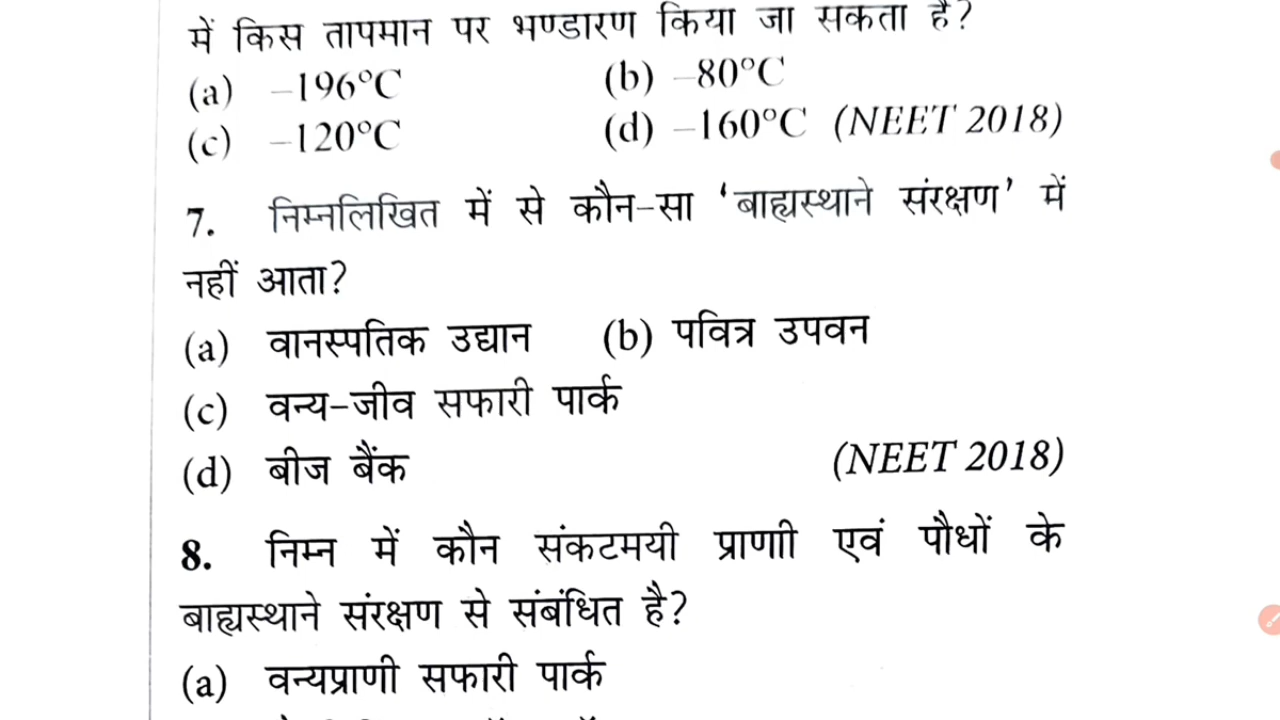 में किस तापमान पर भण्डारण किया जा सकता है?
(a) –196°C (b) –80°C
(c) –120°C (d) –160°C (NEET 2018)
7. निम्नलिखित में से कौन-सा ‘बाह्यस्थाने संरक्षण’ में
नहीं आता?
(a) वानस्पतिक उद्यान (b) पवित्र उपवन
(c) वन्य-जीव सफारी पार्क
(d) बीज बैंक (NEET 2018)
8. निम्न में कौन संकटमयी प्राणाी एवं पौधों के
बाह्यस्थाने संरक्षण से संबंधित है?
(a) वन्यप्राणी सफारी पार्क